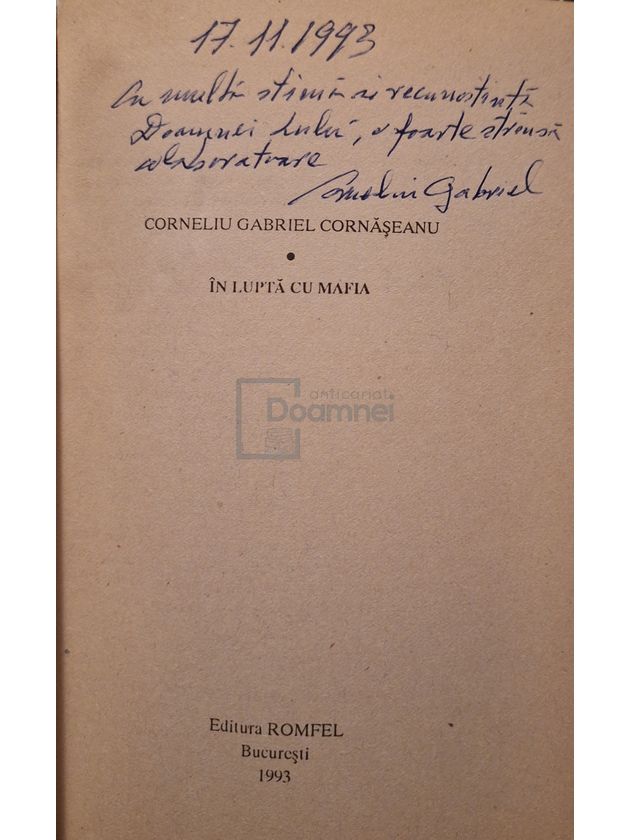 17.11.1993
Cu multă stimă și recunoștință
Doamnei Lulu, o foarte strînsă
colaboratoare
Corneliu Gabriel
CORNELIU GABRIEL CORNĂȘEANU
•
ÎN LUPTĂ CU MAFIA
anticariat
Doamnei
Editura ROMFEL
București
1993